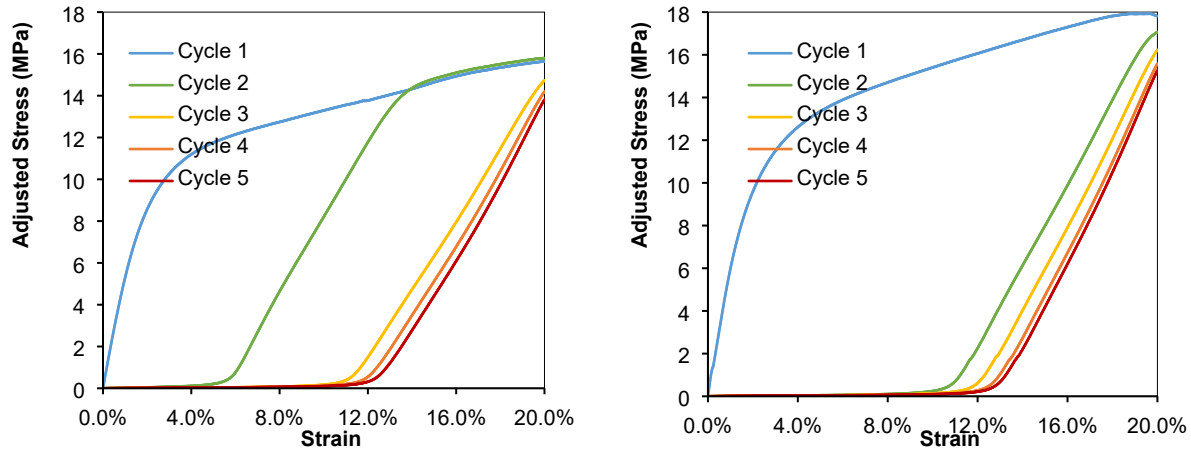 Adjusted Stress (MPa)
18
16
14
12
10
8
6
4
2
0
Cycle 1
Cycle 2
Cycle 3
Cycle 4
Cycle 5
0.0% 4.0% 8.0% 12.0% 16.0% 20.0%
Strain
Adjusted Stress (MPa)
18
16
14
12
10
8
6
4
2
0
Cycle 1
Cycle 2
Cycle 3
Cycle 4
Cycle 5
0.0% 4.0% 8.0% 12.0% 16.0% 20.0%
Strain